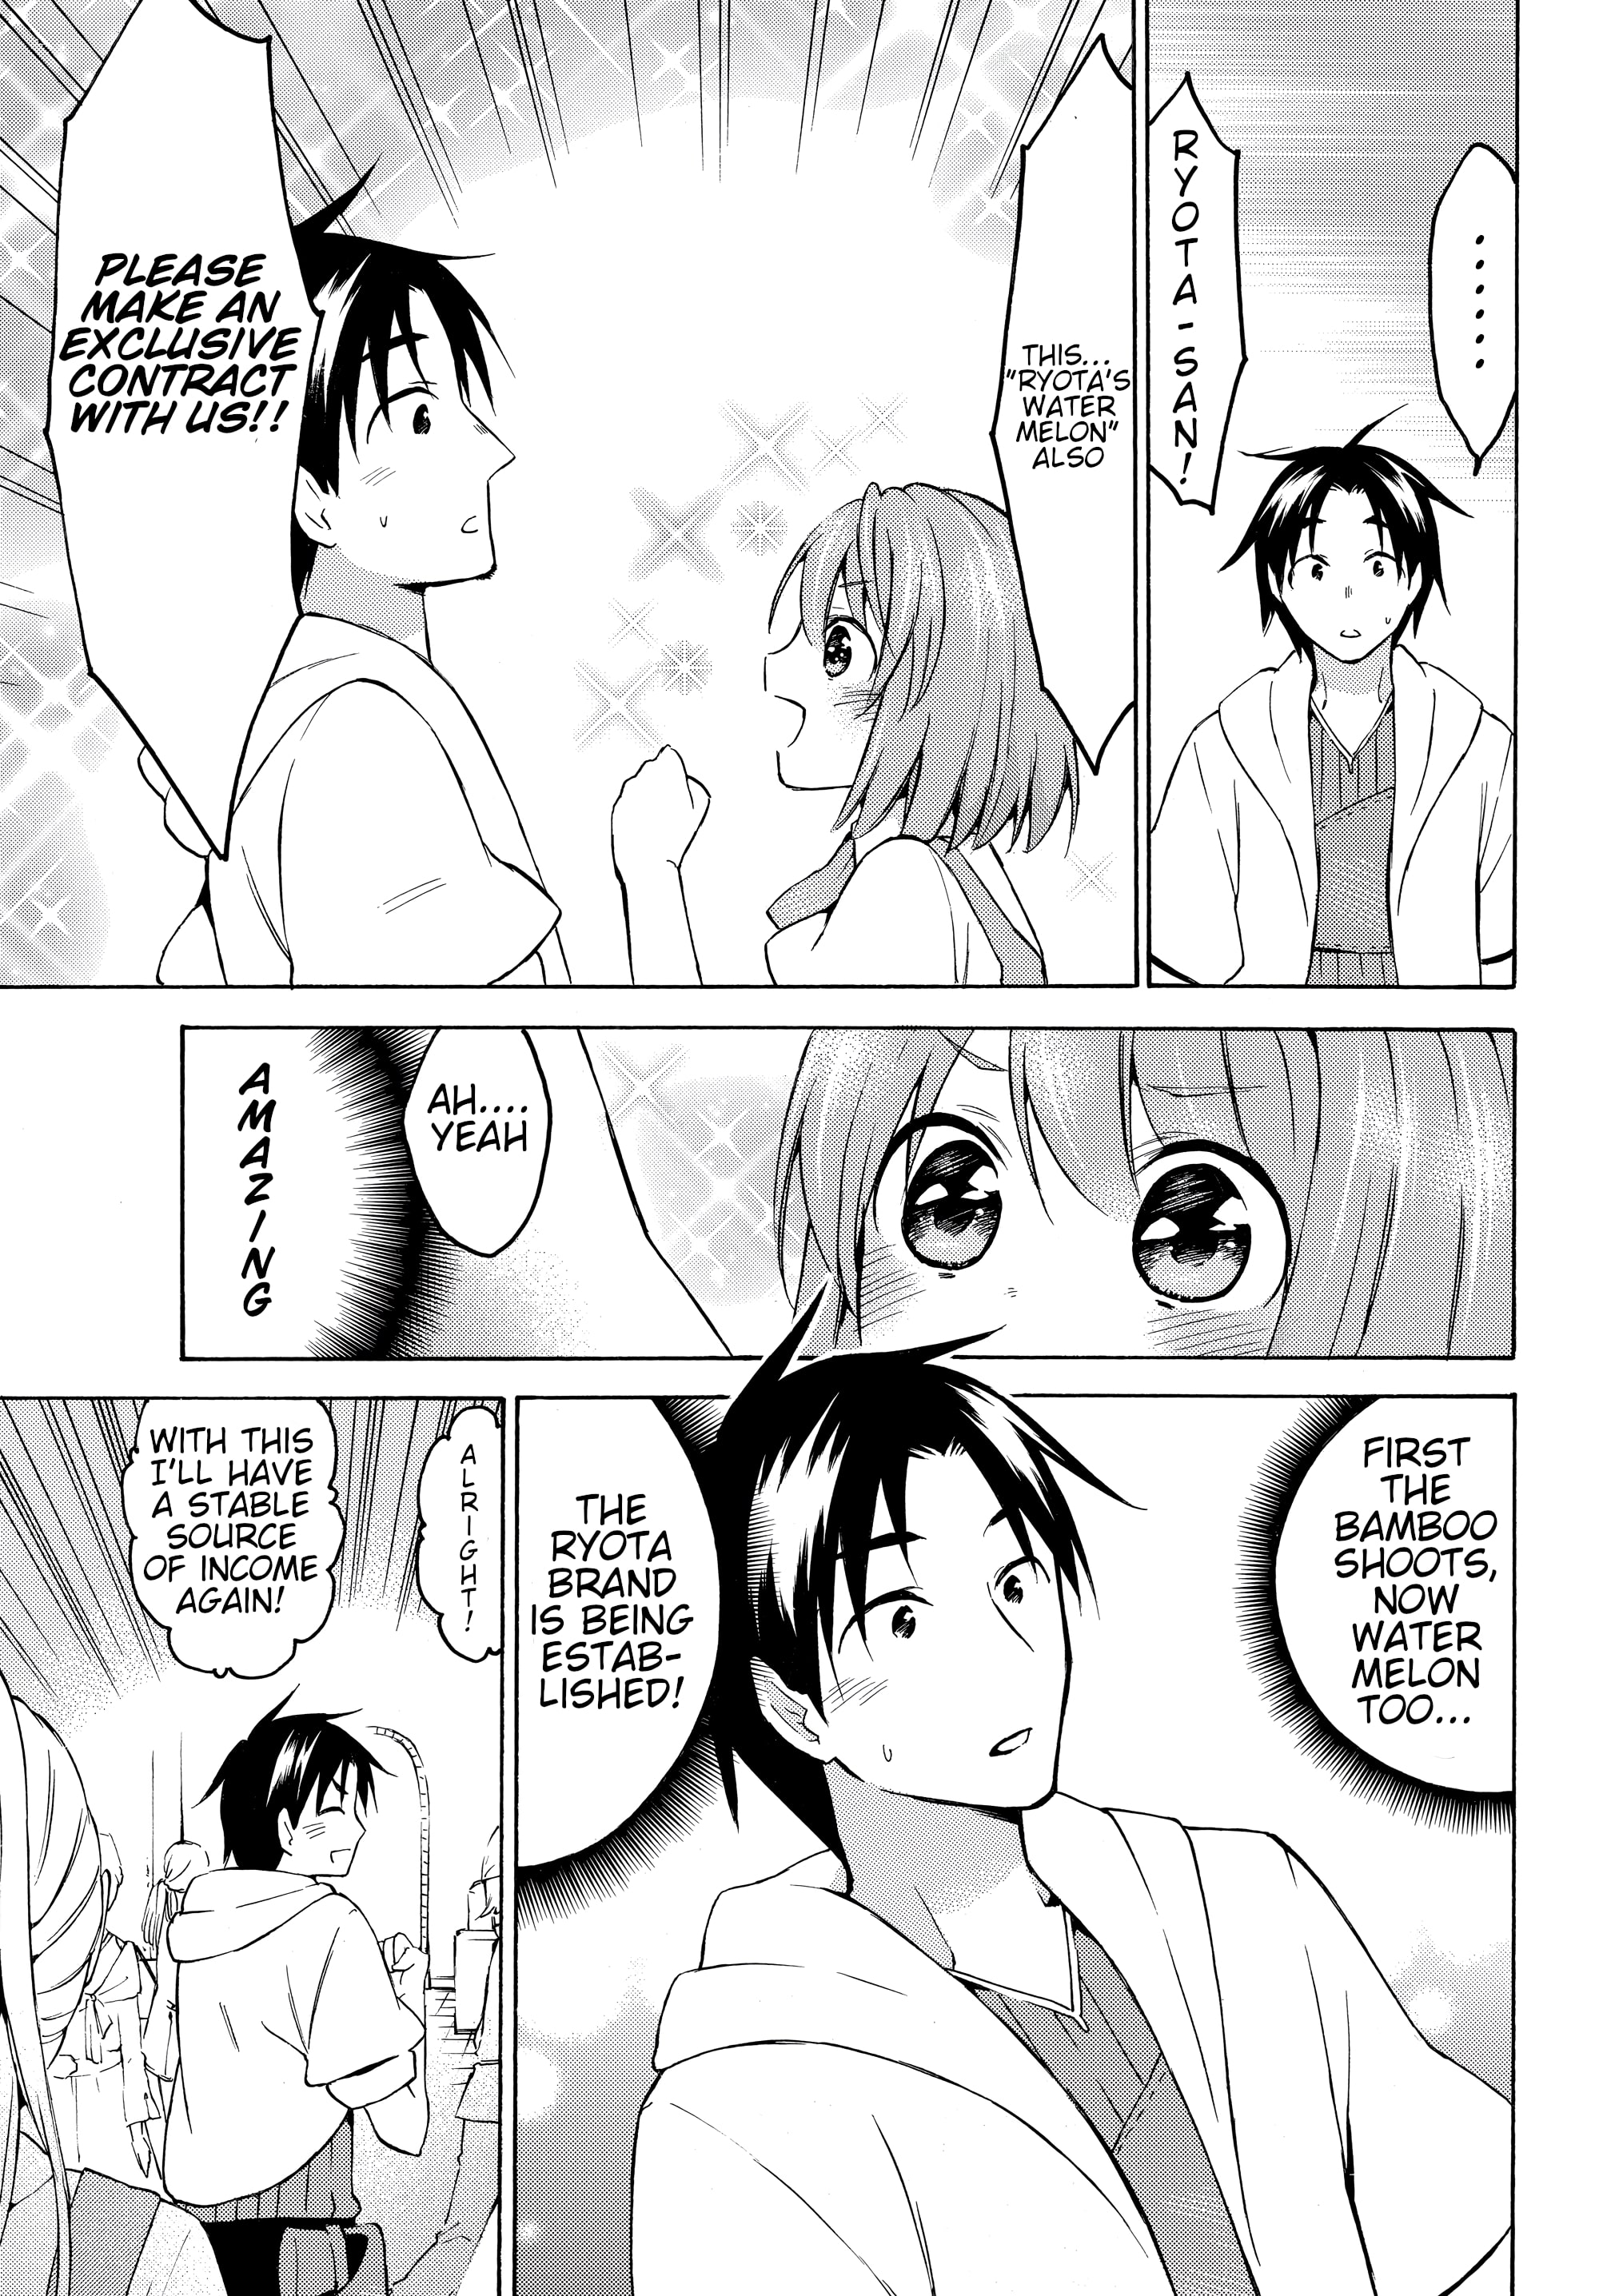 ......
RYOTA-SAN!
THIS...
"RYOTA'S
WATER
MELON"
ALSO
PLEASE
MAKE AN
EXCLUSIVE
CONTRACT
WITH US!!
AH....
YEAH
AMAZING
FIRST
THE
BAMBOO
SHOOTS,
NOW
WATER
MELON
TOO...
THE
RYOTA
BRAND
IS BEING
ESTAB-
LISHED!
ALRIGHT!
WITH THIS
I'LL HAVE
A STABLE
SOURCE
OF INCOME
AGAIN!